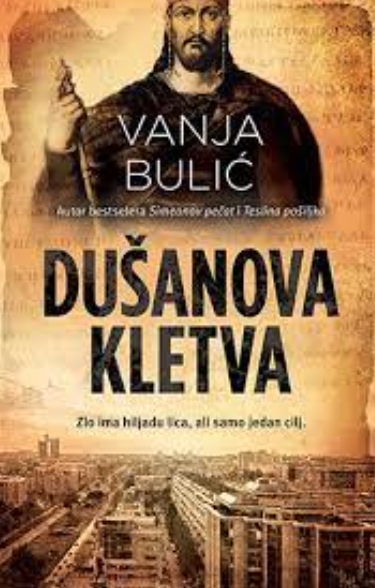 VANJA
BULIĆ
Autor bestselera Simeonov pečat i Teslina pošiljka
DUŠANOVA
KLETVA
Zlo ima hiljadu lica, ali samo jedan cilj.